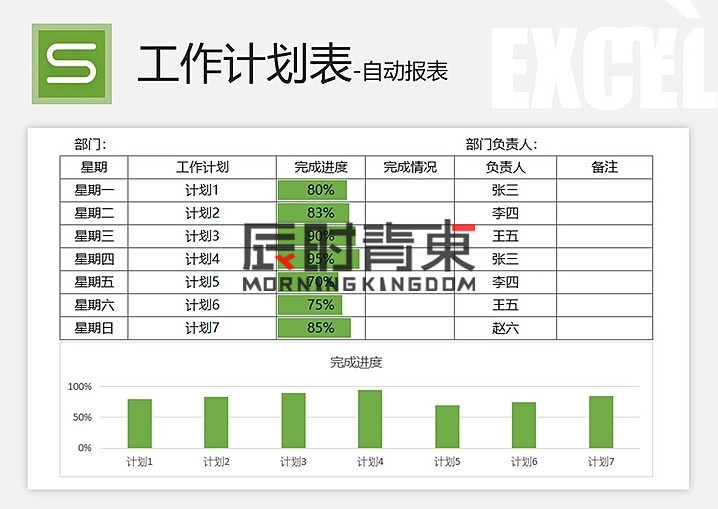 EXCEL
S
工作计划表-自动报表
部门： 部门负责人：
星期 工作计划 完成进度 完成情况 负责人 备注
星期一 计划1 80% 张三
星期二 计划2 83% 李四
星期三 计划3 90% 王五
星期四 计划4 95% 张三
星期五 计划5 70% 李四
星期六 计划6 75% 王五
星期日 计划7 85% 赵六
辰时青東
MORNINGKINGDOM
完成进度
100%
50%
0%
计划1 计划2 计划3 计划4 计划5 计划6 计划7